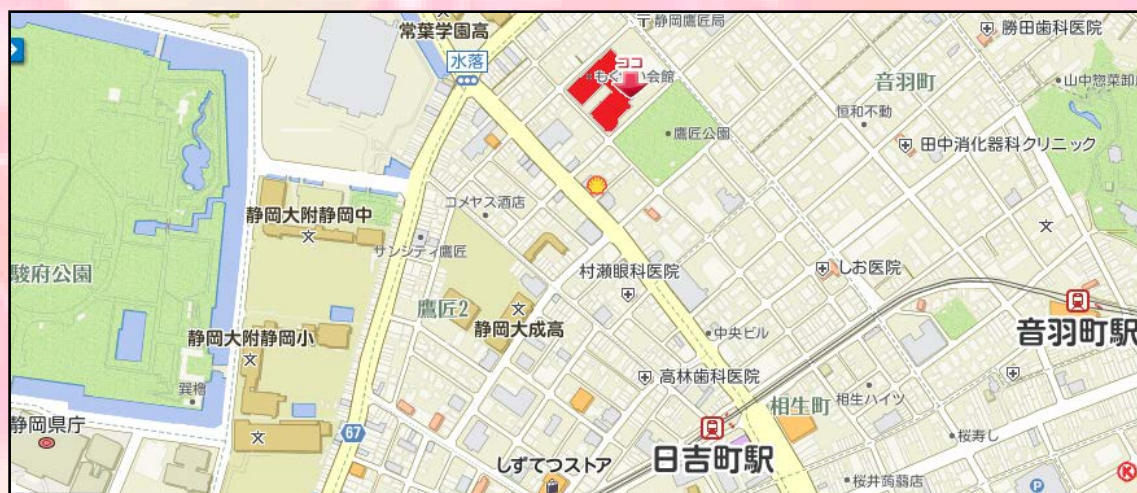 常葉学園高
静岡鷹匠局
勝田歯科医院
水落
ココ
もくせい会館
音羽町
山中惣菜卸
恒和不動
鷹匠公園
田中消化器科クリニック
コメヤス酒店
静岡大附静岡中
サンシティ鷹匠
駿府公園
村瀬眼科医院
しお医院
鷹匠2
静岡大成高
静岡大附静岡小
中央ビル
音羽町駅
高林歯科医院
巽櫓
相生町
相生ハイツ
静岡県庁
67
日吉町駅
桜寿し
しずてつストア
桜井蒟蒻店
P
K